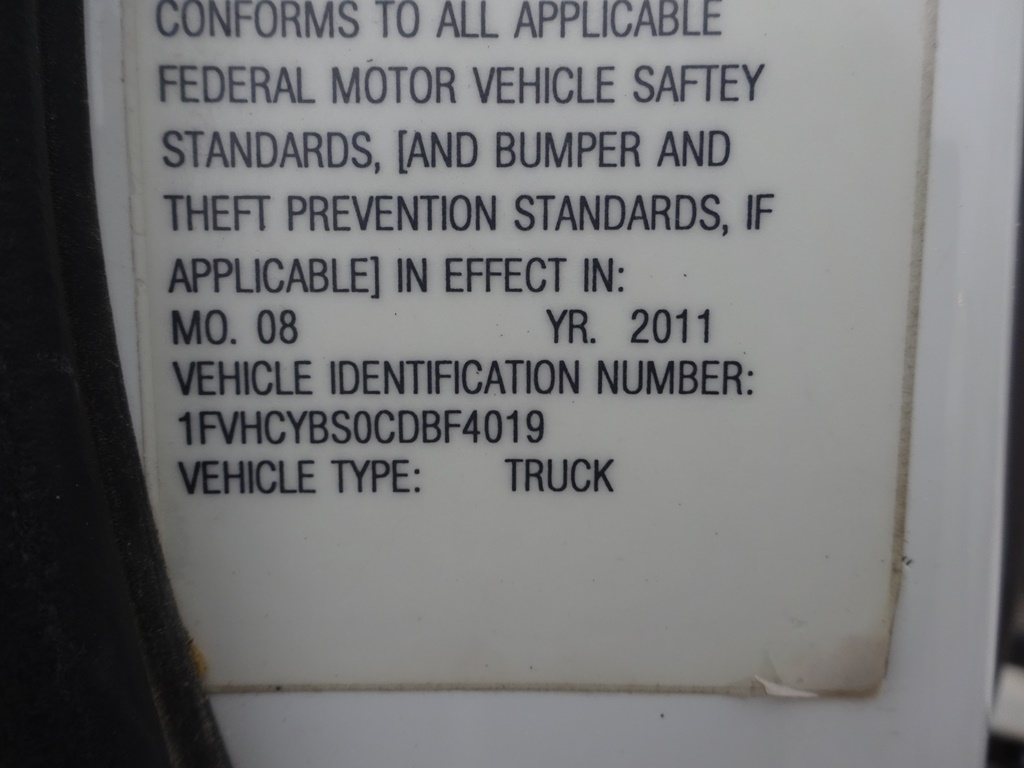 CONFORMS TO ALL APPLICABLE
FEDERAL MOTOR VEHICLE SAFTEY
STANDARDS, [AND BUMPER AND
THEFT PREVENTION STANDARDS, IF
APPLICABLE] IN EFFECT IN:
MO. 08 YR. 2011
VEHICLE IDENTIFICATION NUMBER:
1FVHCYBS0CDBF4019
VEHICLE TYPE: TRUCK